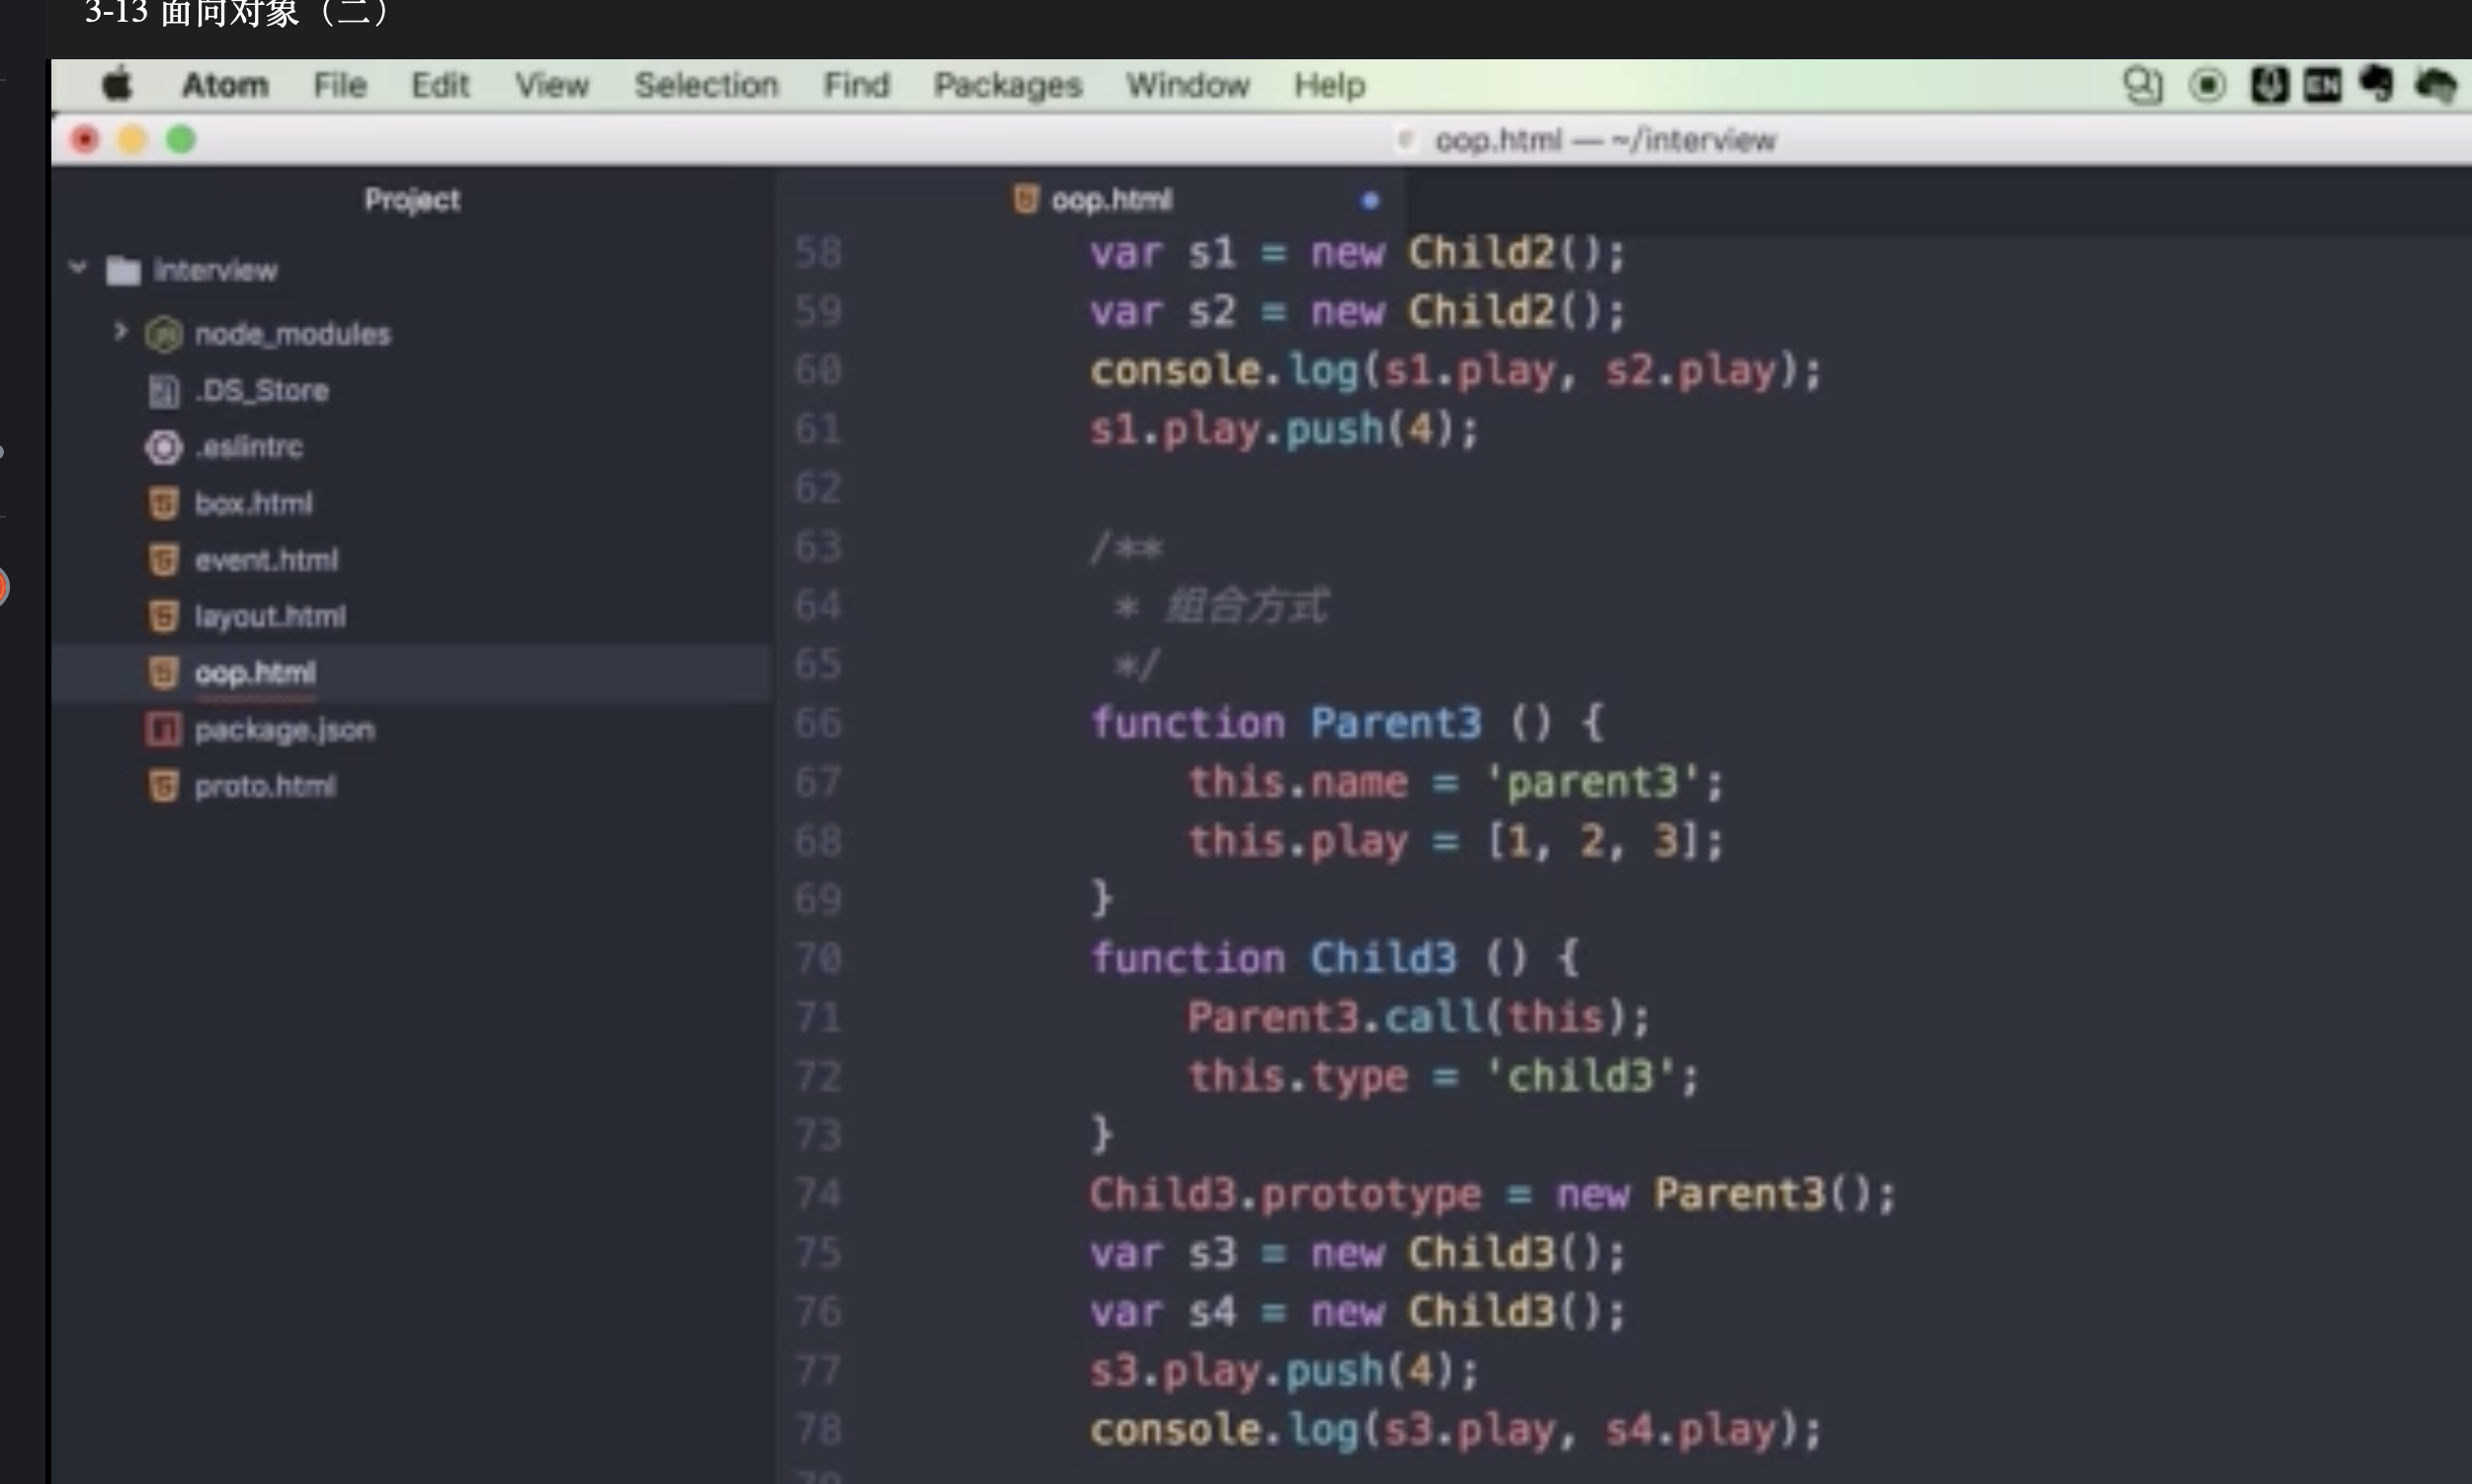 3-13 面向对象（二）
Atom File Edit View Selection Find Packages Window Help
EN
oop.html — ~/interview
Project
oop.html
interview
node_modules
.DS_Store
.eslintrc
box.html
event.html
layout.html
oop.html
package.json
proto.html
58 var s1 = new Child2();
59 var s2 = new Child2();
60 console.log(s1.play, s2.play);
61 s1.play.push(4);
62
63 /**
64 * 组合方式
65 */
66 function Parent3 () {
67 this.name = 'parent3';
68 this.play = [1, 2, 3];
69 }
70 function Child3 () {
71 Parent3.call(this);
72 this.type = 'child3';
73 }
74 Child3.prototype = new Parent3();
75 var s3 = new Child3();
76 var s4 = new Child3();
77 s3.play.push(4);
78 console.log(s3.play, s4.play);
79